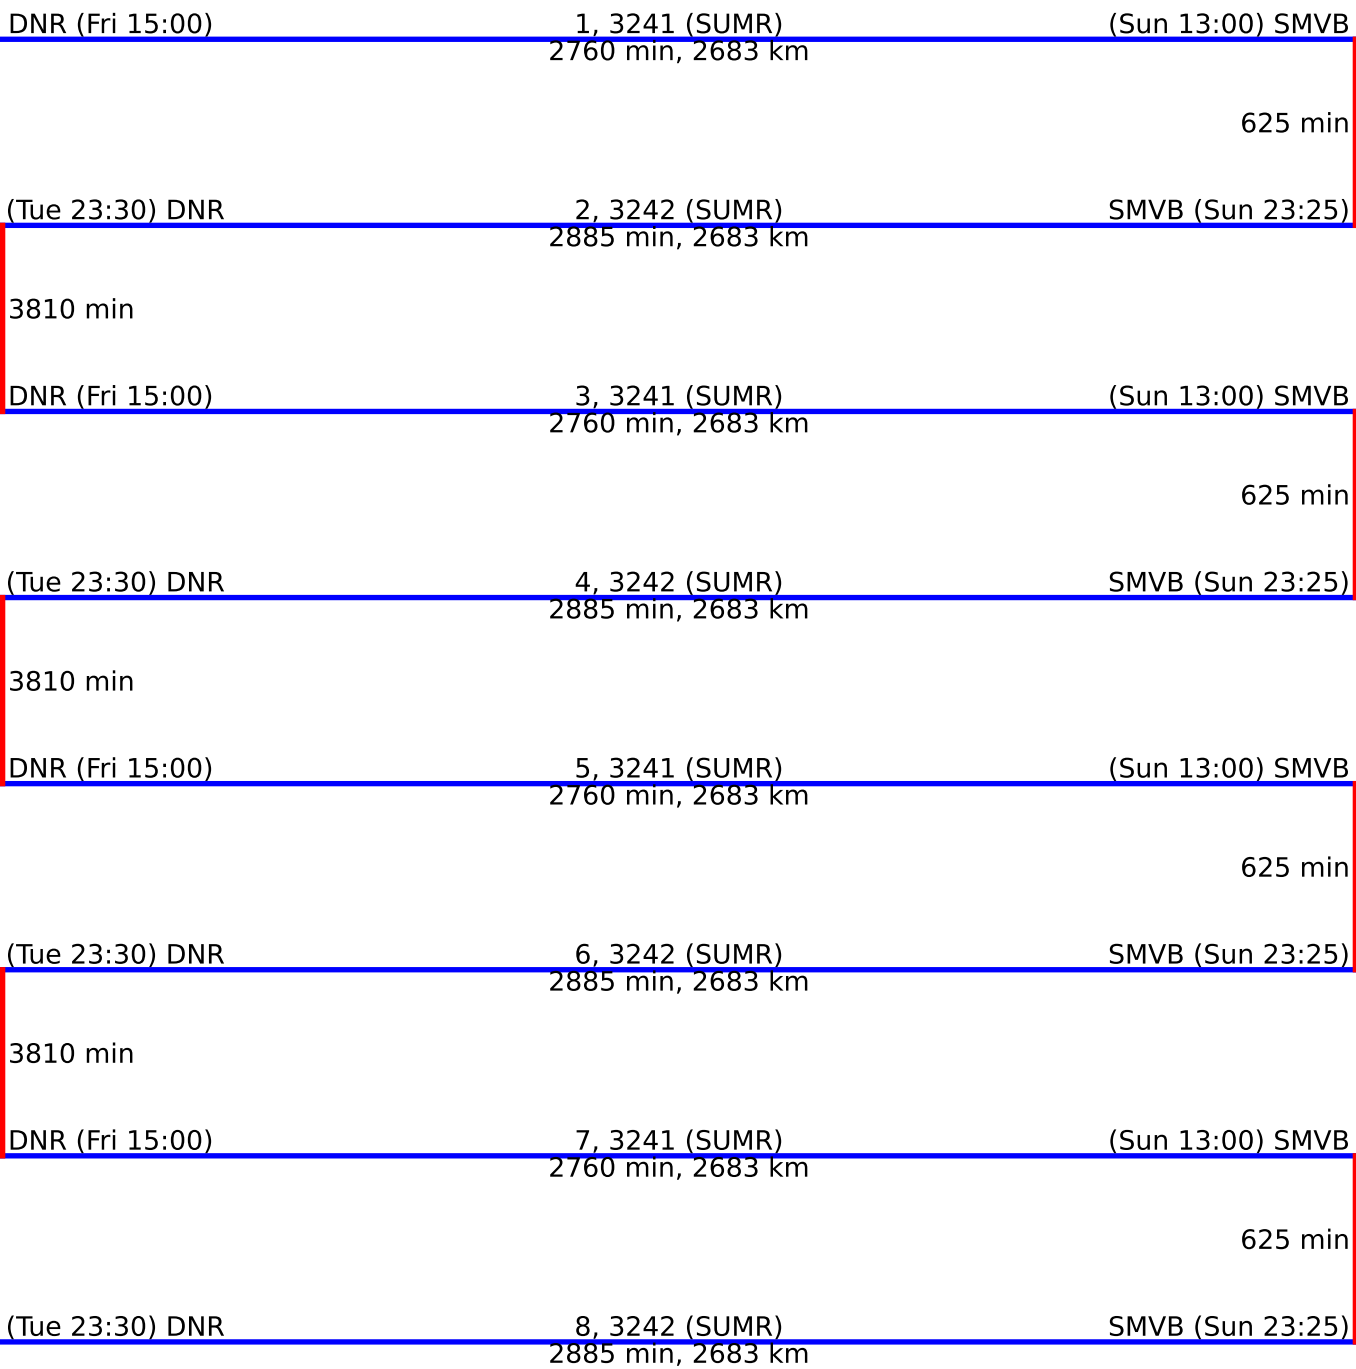 DNR (Fri 15:00) 1, 3241 (SUMR) (Sun 13:00) SMVB
2760 min, 2683 km
625 min
(Tue 23:30) DNR 2, 3242 (SUMR) SMVB (Sun 23:25)
2885 min, 2683 km
3810 min
DNR (Fri 15:00) 3, 3241 (SUMR) (Sun 13:00) SMVB
2760 min, 2683 km
625 min
(Tue 23:30) DNR 4, 3242 (SUMR) SMVB (Sun 23:25)
2885 min, 2683 km
3810 min
DNR (Fri 15:00) 5, 3241 (SUMR) (Sun 13:00) SMVB
2760 min, 2683 km
625 min
(Tue 23:30) DNR 6, 3242 (SUMR) SMVB (Sun 23:25)
2885 min, 2683 km
3810 min
DNR (Fri 15:00) 7, 3241 (SUMR) (Sun 13:00) SMVB
2760 min, 2683 km
625 min
(Tue 23:30) DNR 8, 3242 (SUMR) SMVB (Sun 23:25)
2885 min, 2683 km